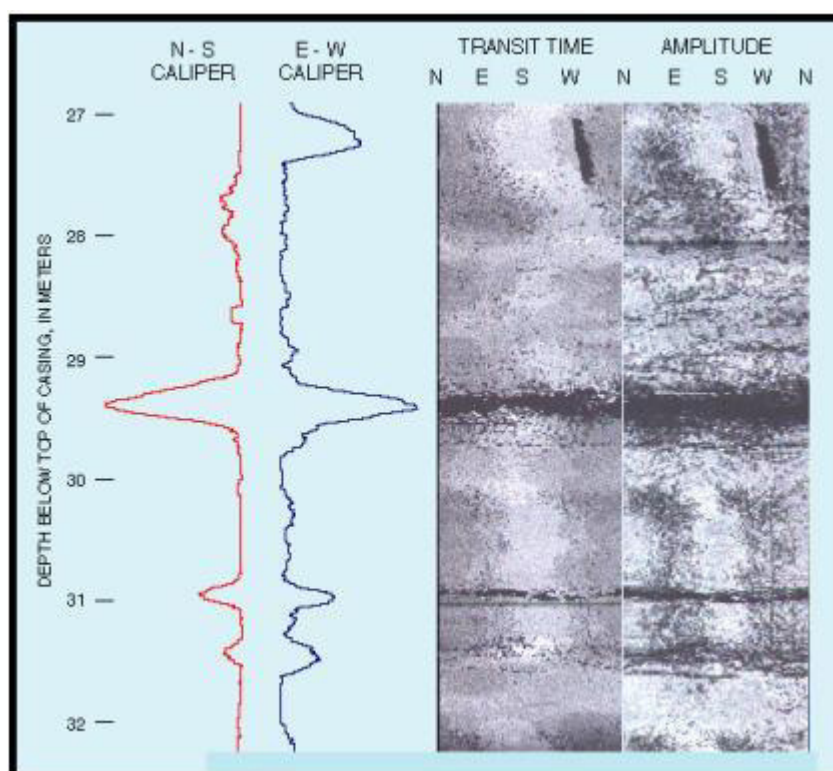 N - S
CALIPER
E - W
CALIPER
TRANSIT TIME
N E S W N
AMPLITUDE
E S W N
DEPTH BELOW TOP OF CASING, IN METERS
27
28
29
30
31
32